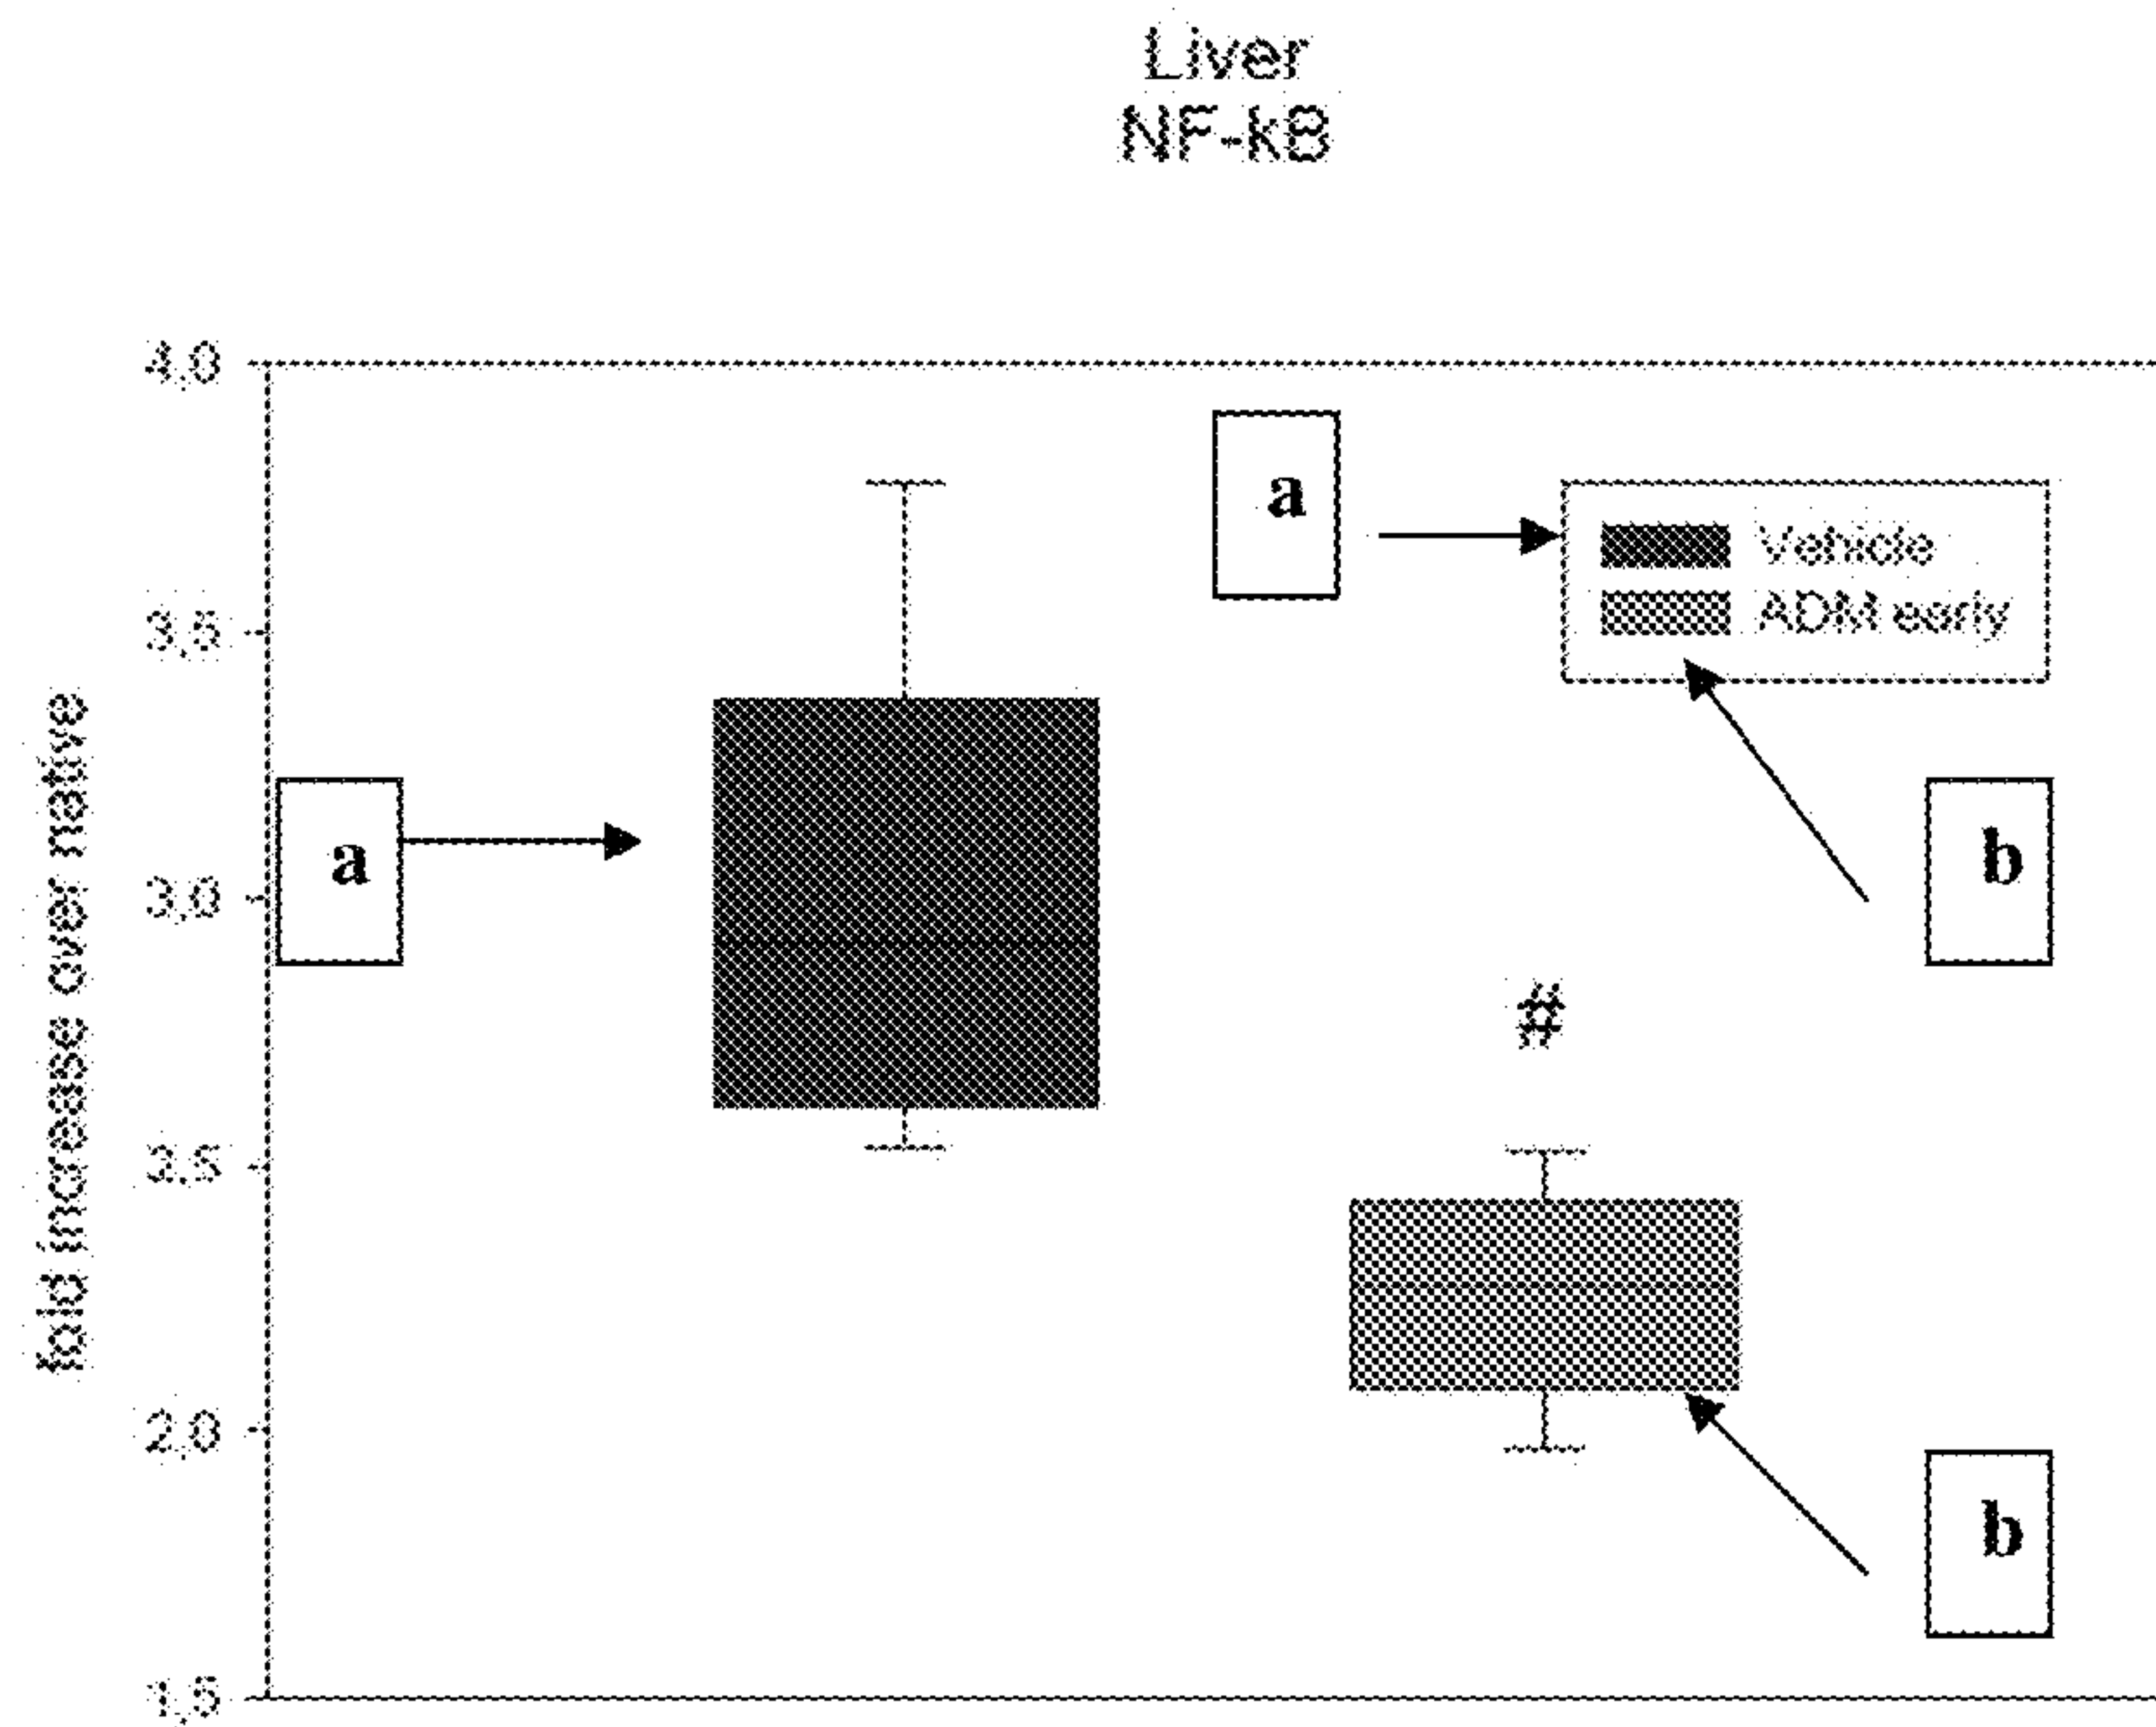 Liver
NF-kB
fold increase over native
4,0
3,5
3,0
2,5
2,0
1,5
a
a
Vehicle
ADM early
b
#
b